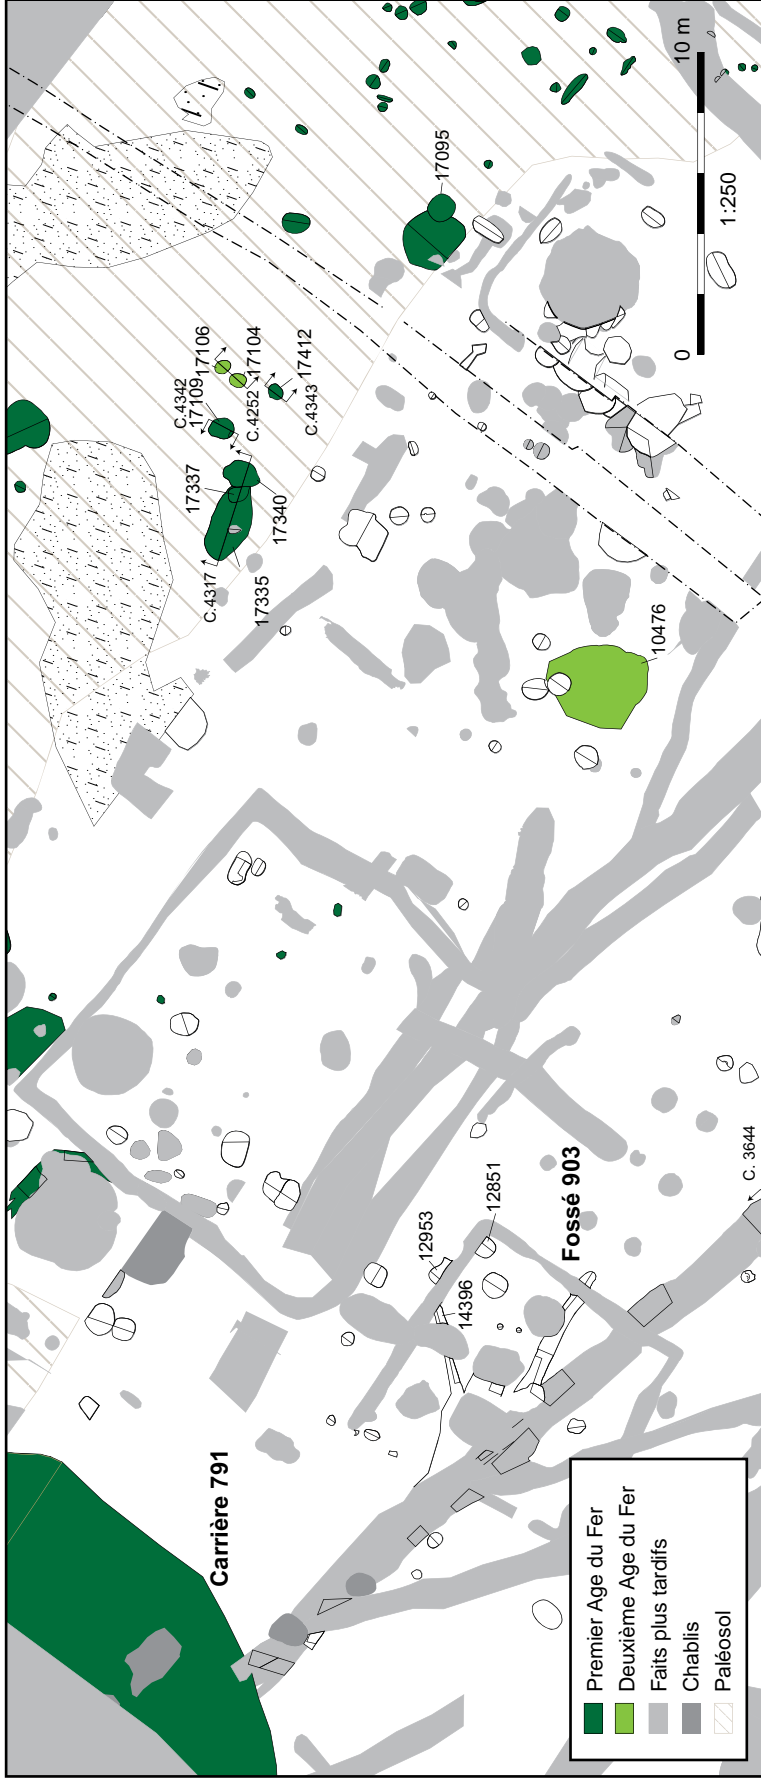 Carrière 791
C.4317
17335
17337
17340
C.4342
17109
17106
C.4252
17104
17412
C.4343
17095
12953
14396
12851
Fossé 903
10476
C. 3644
Premier Age du Fer
Deuxième Age du Fer
Faits plus tardifs
Chablis
Paléosol
0
10 m
1:250